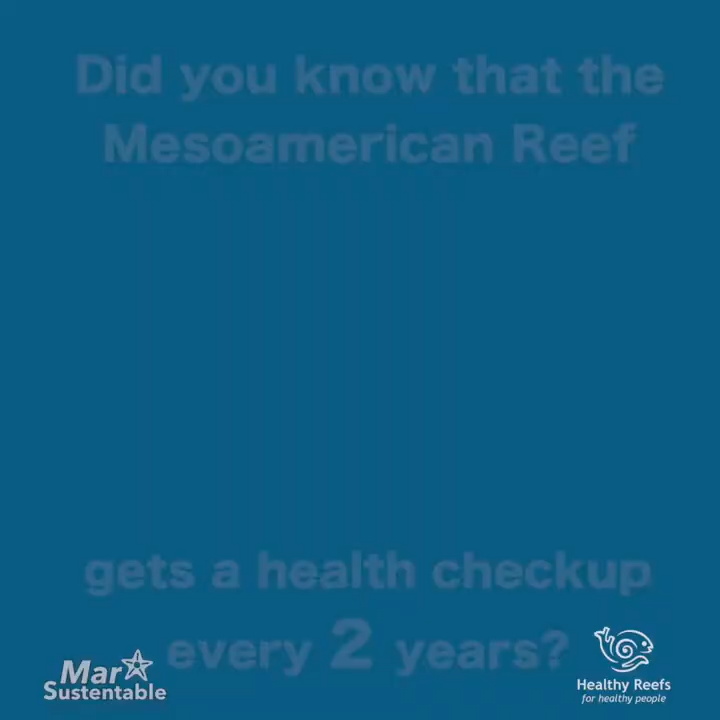 Did you know that the
Mesoamerican Reef
gets a health checkup
every 2 years?
Mar
Sustentable
Healthy Reefs
for healthy people